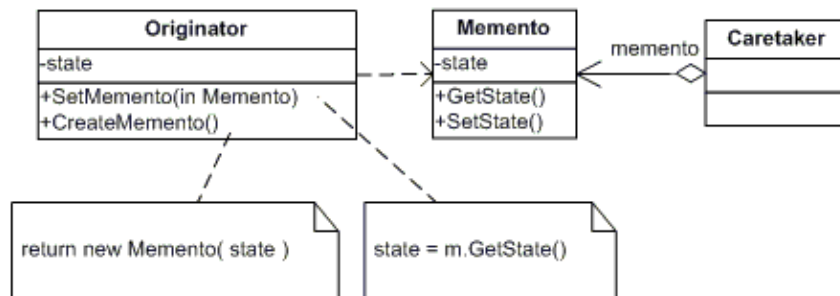 Originator
-state
+SetMemento(in Memento)
+CreateMemento()
Memento
-state
+GetState()
+SetState()
memento
Caretaker
return new Memento( state )
state = m.GetState()